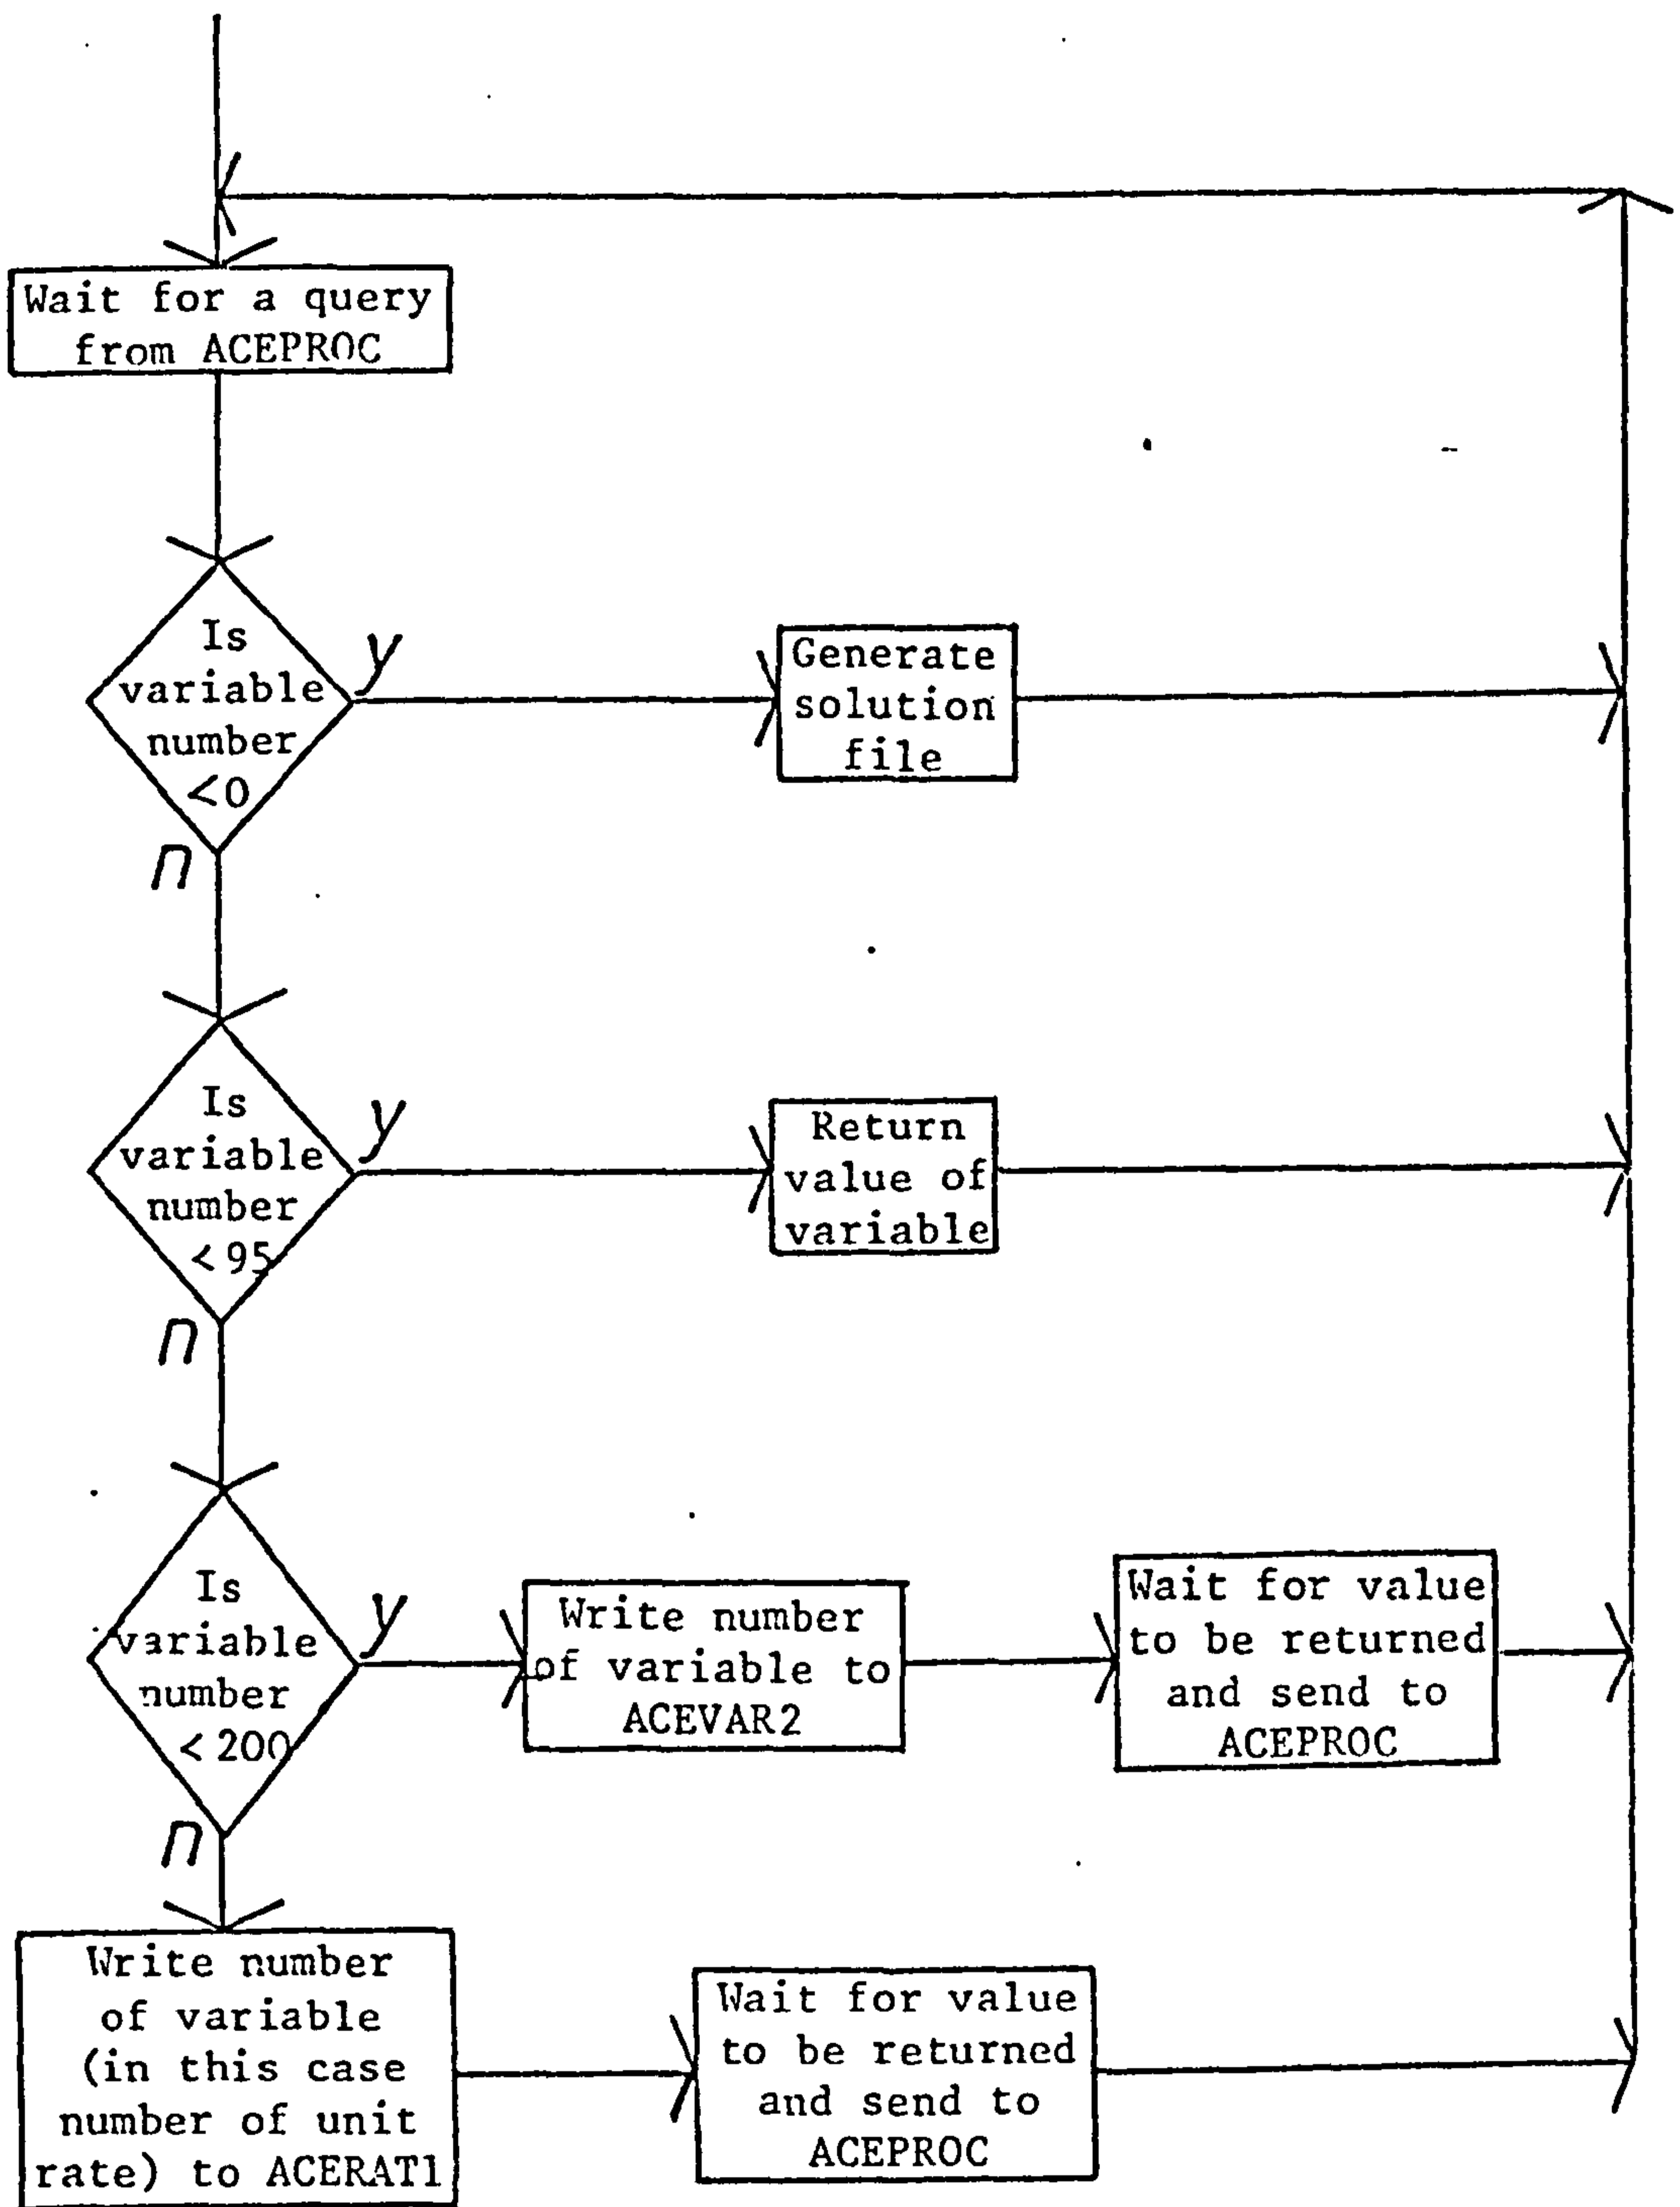 Wait for a query
from ACEPROC
Is
variable
number
<0
y
n
Generate
solution
file
Is
variable
number
<95
y
n
Return
value of
variable
Is
variable
number
<200
y
n
Write number
of variable to
ACEVAR2
Wait for value
to be returned
and send to
ACEPROC
Write number
of variable
(in this case
number of unit
rate) to ACERAT1
Wait for value
to be returned
and send to
ACEPROC